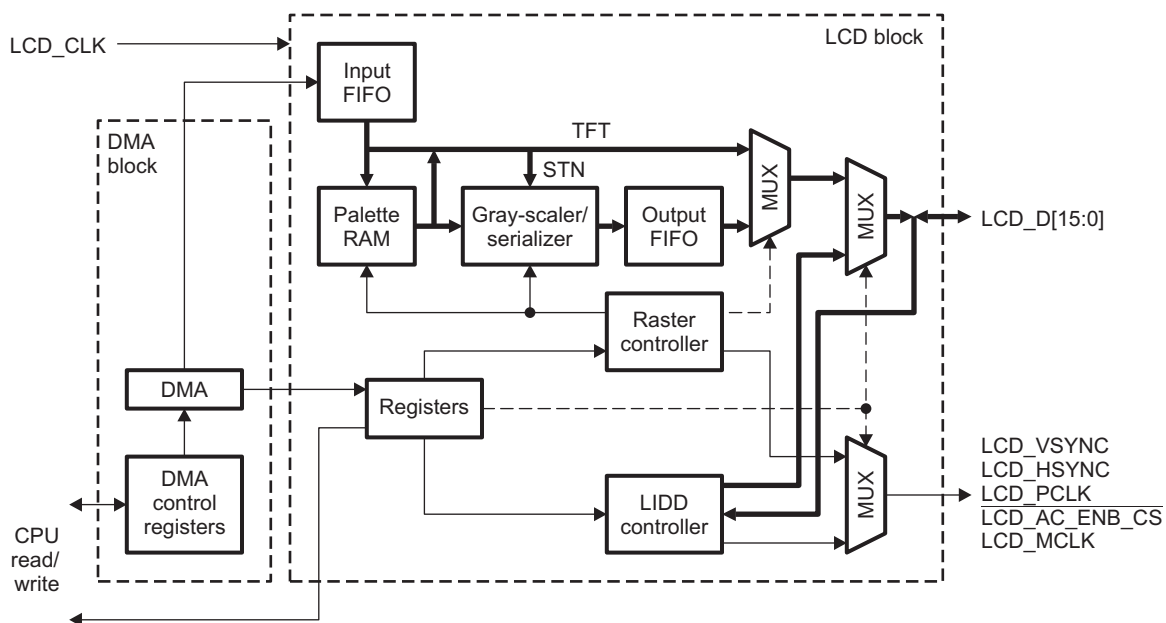 LCD_CLK
LCD block
Input
FIFO
DMA
block
TFT
STN
MUX
MUX
Palette
RAM
Gray-scaler/
serializer
Output
FIFO
LCD_D[15:0]
Raster
controller
DMA
Registers
DMA
control
registers
CPU
read/
write
LIDD
controller
MUX
LCD_VSYNC
LCD_HSYNC
LCD_PCLK
LCD_AC_ENB_CS
LCD_MCLK